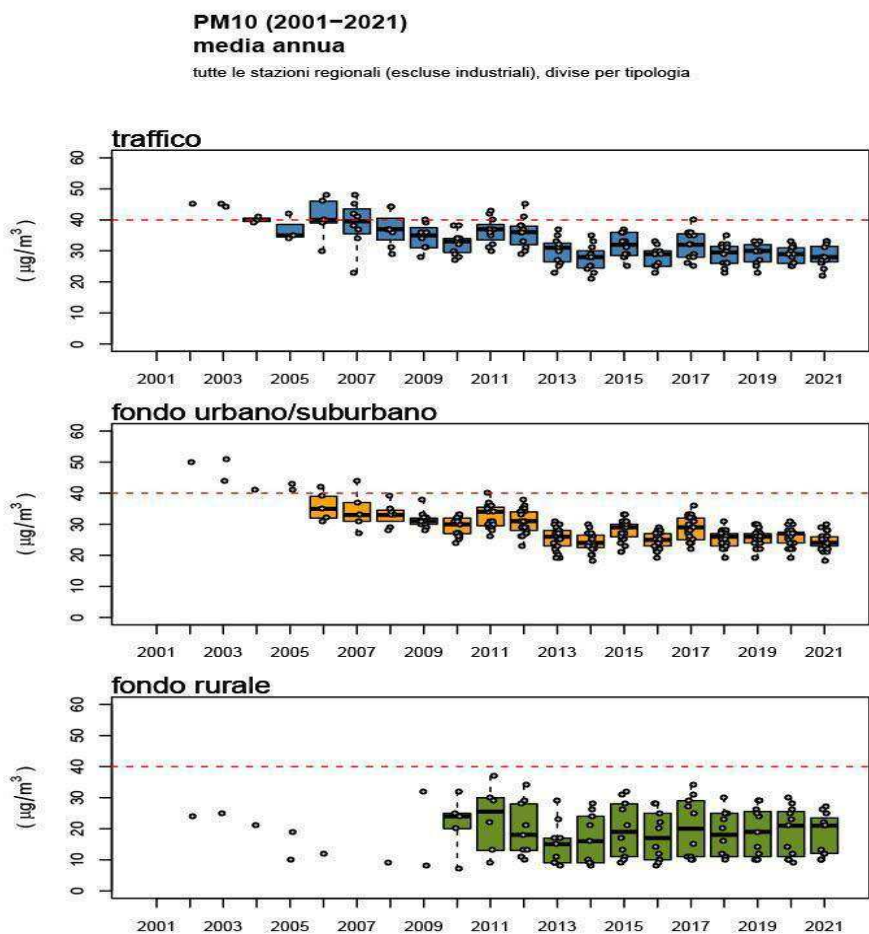 PM10 (2001−2021)
media annua
tutte le stazioni regionali (escluse industriali), divise per tipologia
traffico
60
50
40
30
20
10
0
( μg/m³ )
2001 2003 2005 2007 2009 2011 2013 2015 2017 2019 2021
fondo urbano/suburbano
60
50
40
30
20
10
0
( μg/m³ )
2001 2003 2005 2007 2009 2011 2013 2015 2017 2019 2021
fondo rurale
60
50
40
30
20
10
0
( μg/m³ )
2001 2003 2005 2007 2009 2011 2013 2015 2017 2019 2021